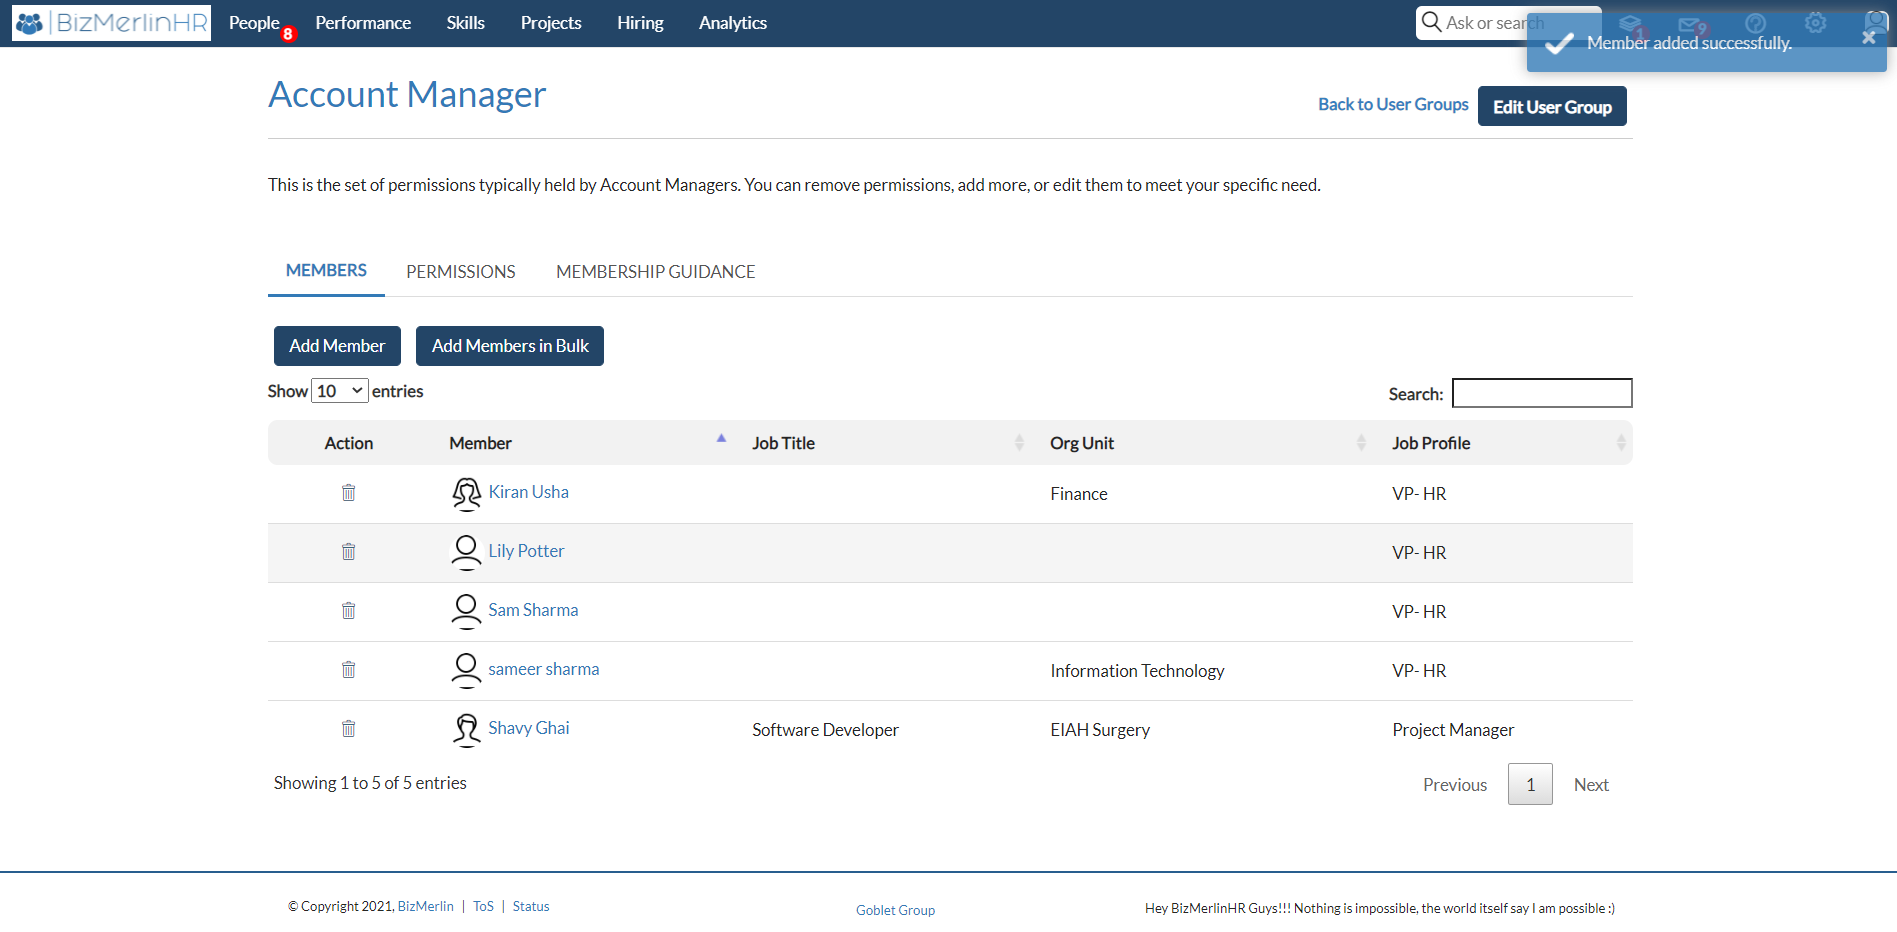 BizMerlinHR People 8 Performance Skills Projects Hiring Analytics Ask or search 1 9
Member added successfully.
Account Manager
Back to User Groups Edit User Group
This is the set of permissions typically held by Account Managers. You can remove permissions, add more, or edit them to meet your specific need.
MEMBERS PERMISSIONS MEMBERSHIP GUIDANCE
Add Member Add Members in Bulk
Show 10 entries Search:
Action Member Job Title Org Unit Job Profile
Kiran Usha Finance VP- HR
Lily Potter VP- HR
Sam Sharma VP- HR
sameer sharma Information Technology VP- HR
Shavy Ghai Software Developer EIAH Surgery Project Manager
Showing 1 to 5 of 5 entries Previous 1 Next
© Copyright 2021, BizMerlin | ToS | Status Goblet Group Hey BizMerlinHR Guys!!! Nothing is impossible, the world itself say I am possible :)